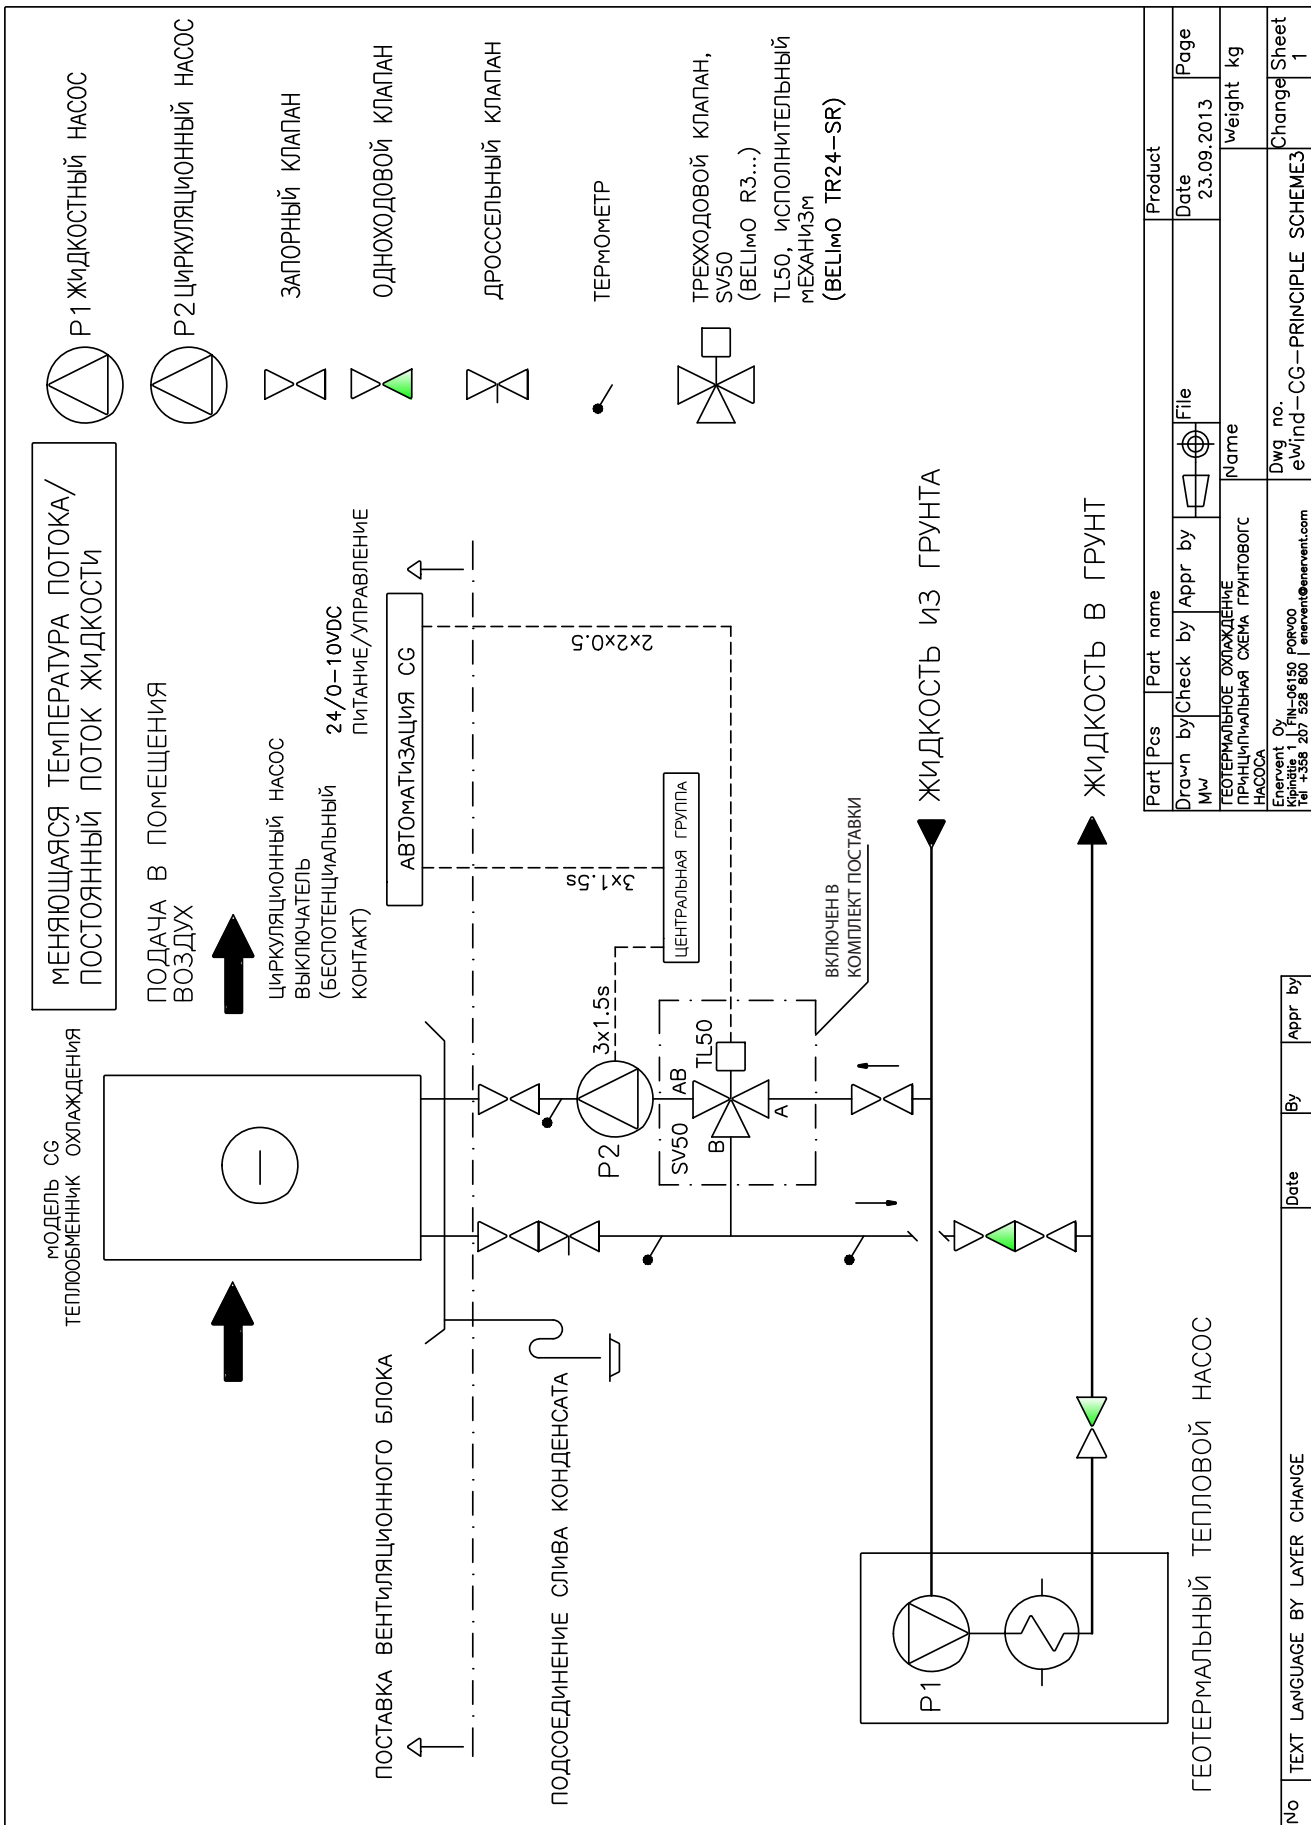 МОДЕЛЬ CG
ТЕПЛООБМЕННИК ОХЛАЖДЕНИЯ
МЕНЯЮЩАЯСЯ ТЕМПЕРАТУРА ПОТОКА/
ПОСТОЯННЫЙ ПОТОК ЖИДКОСТИ
ПОДАЧА В ПОМЕЩЕНИЯ
ВОЗДУХ
ЦИРКУЛЯЦИОННЫЙ НАСОС
ВЫКЛЮЧАТЕЛЬ
(БЕСПОТЕНЦИАЛЬНЫЙ
КОНТАКТ)
24/0-10VDC
ПИТАНИЕ/УПРАВЛЕНИЕ
АВТОМАТИЗАЦИЯ CG
3x1.5s
2x2x0.5
ЦЕНТРАЛЬНАЯ ГРУППА
3x1.5s
P2
SV50
AB
TL50
B
A
ВКЛЮЧЕН В
КОМПЛЕКТ ПОСТАВКИ
ПОСТАВКА ВЕНТИЛЯЦИОННОГО БЛОКА
ПОДСОЕДИНЕНИЕ СЛИВА КОНДЕНСАТА
ЖИДКОСТЬ ИЗ ГРУНТА
ЖИДКОСТЬ В ГРУНТ
P1
ГЕОТЕРМАЛЬНЫЙ ТЕПЛОВОЙ НАСОС
P1 ЖИДКОСТНЫЙ НАСОС
P2 ЦИРКУЛЯЦИОННЫЙ НАСОС
ЗАПОРНЫЙ КЛАПАН
ОДНОХОДОВОЙ КЛАПАН
ДРОССЕЛЬНЫЙ КЛАПАН
ТЕРМОМЕТР
ТРЕХХОДОВОЙ КЛАПАН,
SV50
(BELIMO R3...)
TL50, ИСПОЛНИТЕЛЬНЫЙ
МЕХАНИЗМ
(BELIMO TR24-SR)
Part Pcs Part name Product
Drawn by Check by Appr by File Date Page
MW 23.09.2013
ГЕОТЕРМАЛЬНОЕ ОХЛАЖДЕНИЕ Name Weight kg
ПРИНЦИПИАЛЬНАЯ СХЕМА ГРУНТОВОГО
НАСОСА
Enervent Oy Dwg no. Change Sheet
Kipinätie 1 | FIN-06150 PORVOO eWind-CG-PRINCIPLE SCHEME3 1
Tel +358 207 528 800 | enervent@enervent.com
No TEXT LANGUAGE BY LAYER CHANGE Date By Appr by